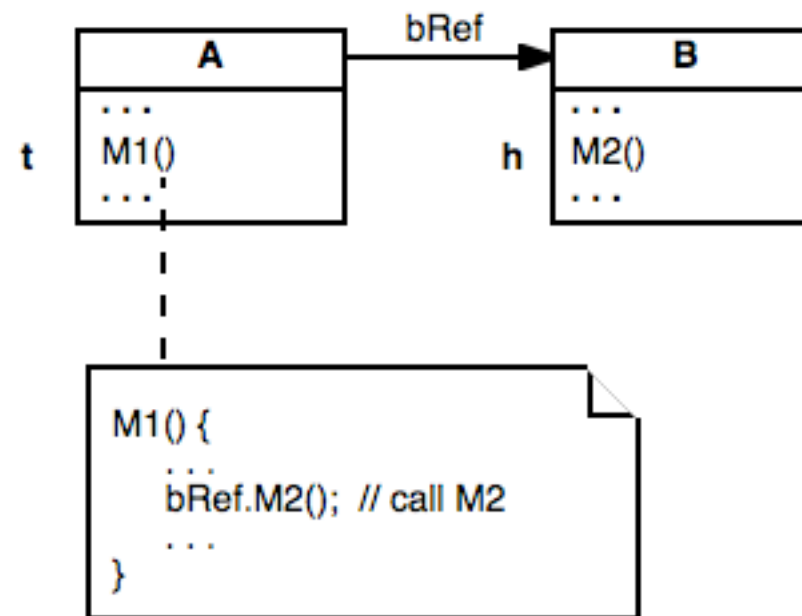 bRef
A
B
. . .
. . .
t
M1()
h
M2()
. . .
. . .
M1() {
. . .
bRef.M2(); // call M2
. . .
}